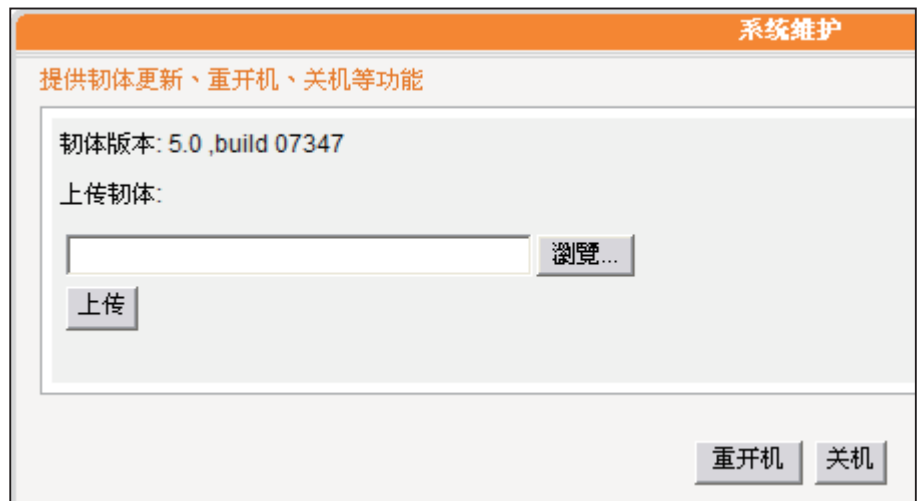 系统维护
提供韧体更新、重开机、关机等功能
韧体版本: 5.0 ,build 07347
上传韧体:
瀏覽...
上传
重开机 关机